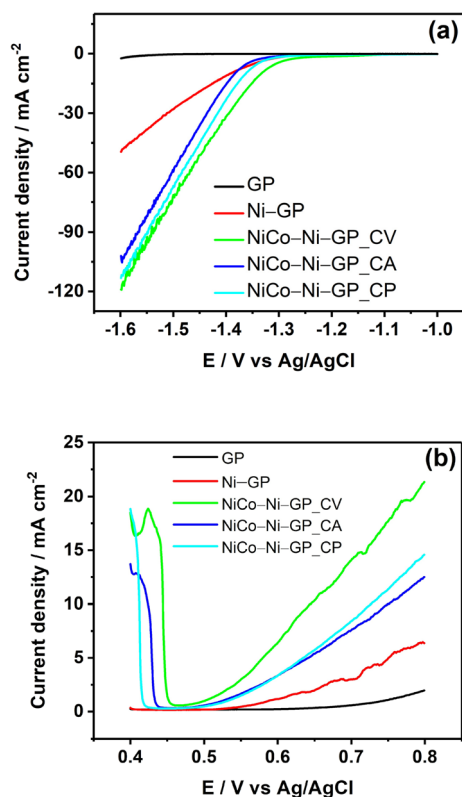 (a)
0
-30
-60
-90
-120
Current density / mA cm⁻²
GP
Ni–GP
NiCo–Ni–GP_CV
NiCo–Ni–GP_CA
NiCo–Ni–GP_CP
-1.6 -1.5 -1.4 -1.3 -1.2 -1.1 -1.0
E / V vs Ag/AgCl
(b)
25
20
15
10
5
0
Current density / mA cm⁻²
GP
Ni–GP
NiCo–Ni–GP_CV
NiCo–Ni–GP_CA
NiCo–Ni–GP_CP
0.4 0.5 0.6 0.7 0.8
E / V vs Ag/AgCl